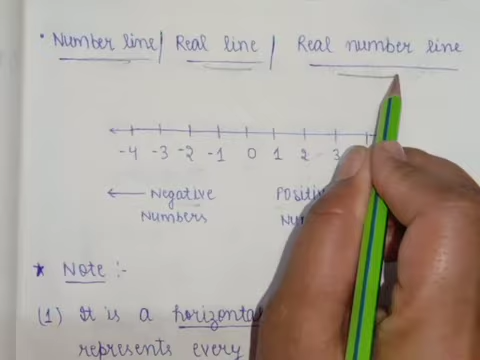 • Number line/ Real line / Real number line
-4 -3 -2 -1 0 1 2 3
Negative
Numbers
* Note :-
(1) It is a
represents every